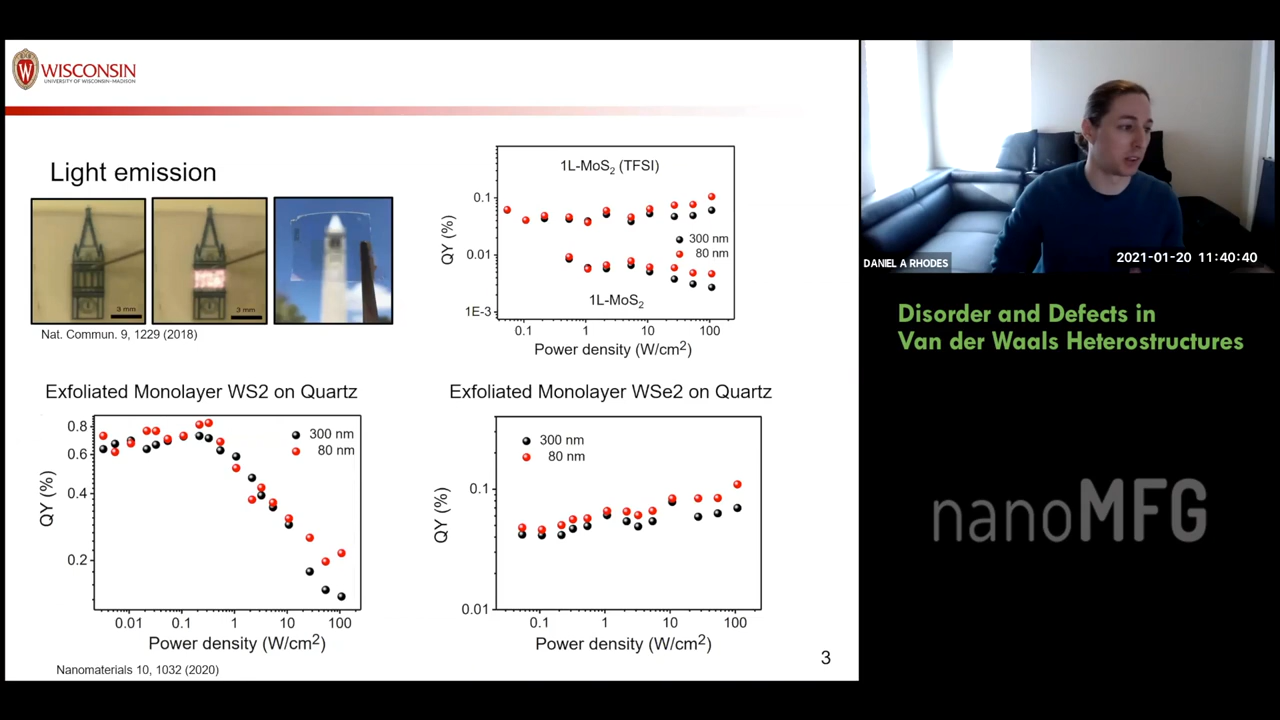 WISCONSIN
UNIVERSITY OF WISCONSIN-MADISON
Light emission
3 mm
3 mm
Nat. Commun. 9, 1229 (2018)
1L-MoS2 (TFSI)
QY (%)
0.1
0.01
1E-3
300 nm
80 nm
1L-MoS2
0.1 1 10 100
Power density (W/cm2)
Exfoliated Monolayer WS2 on Quartz
QY (%)
0.8
0.6
0.4
0.2
300 nm
80 nm
0.01 0.1 1 10 100
Power density (W/cm2)
Exfoliated Monolayer WSe2 on Quartz
QY (%)
0.1
0.01
300 nm
80 nm
0.1 1 10 100
Power density (W/cm2)
Nanomaterials 10, 1032 (2020)
3
DANIEL A RHODES
2021-01-20 11:40:40
Disorder and Defects in
Van der Waals Heterostructures
nanoMFG